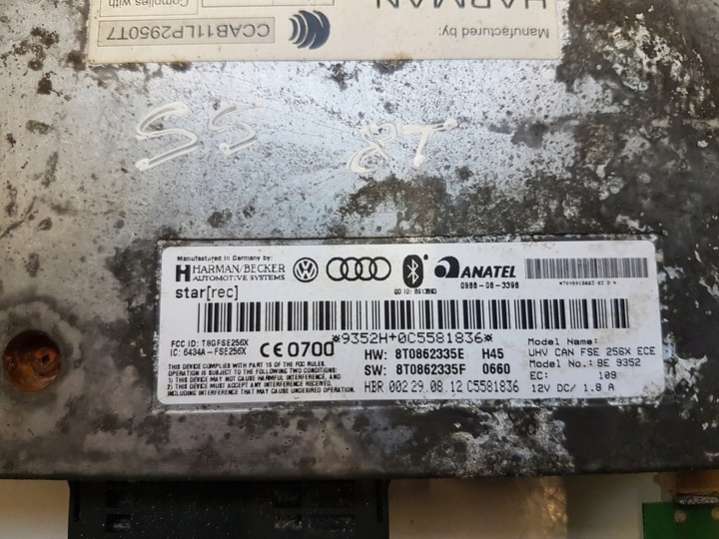 HARMAN
Manufactured by:
Complies with
CCAB11LP2950T7
SS
8T
Manufactured in Germany by:
HARMAN/BECKER
AUTOMOTIVE SYSTEMS
star[rec]
ANATEL
0986-08-3398
*9352H+0C5581836*
FCC ID: T8GFSE256X
IC: 6434A-FSE256X
CE0700
HW: 8T0862335E H45
SW: 8T0862335F 0660
HBR 002 29.08.12 C5581836
THIS DEVICE COMPLIES WITH PART 15 OF THE FCC RULES.
OPERATION IS SUBJECT TO THE FOLLOWING TWO CONDITIONS:
1) THIS DEVICE MAY NOT CAUSE HARMFUL INTERFERENCE, AND
2) THIS DEVICE MUST ACCEPT ANY INTERFERENCE RECEIVED,
INCLUDING INTERFERENCE THAT MAY CAUSE UNDESIRED OPERATION
Model Name:
UHV CAN FSE 256X ECE
Model No.: BE 9352
EC: 109
12V DC/ 1.8 A